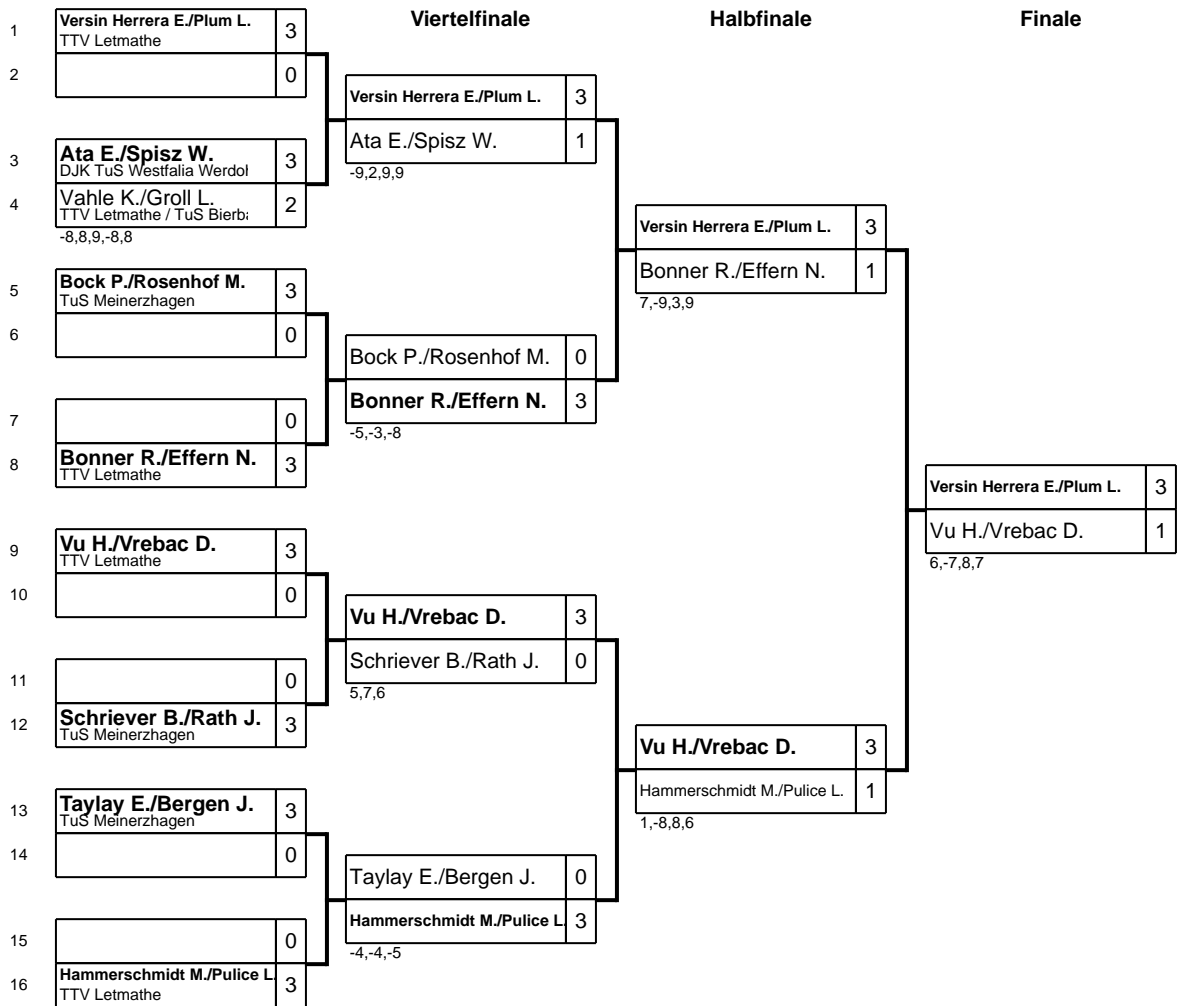 Viertelfinale
Halbfinale
Finale
1
Versin Herrera E./Plum L.
TTV Letmathe
3
2
0
3
Ata E./Spisz W.
DJK TuS Westfalia Werdohl
3
4
Vahle K./Groll L.
TTV Letmathe / TuS Bierba
2
-8,8,9,-8,8
5
Bock P./Rosenhof M.
TuS Meinerzhagen
3
6
0
7
0
8
Bonner R./Effern N.
TTV Letmathe
3
9
Vu H./Vrebac D.
TTV Letmathe
3
10
0
11
0
12
Schriever B./Rath J.
TuS Meinerzhagen
3
13
Taylay E./Bergen J.
TuS Meinerzhagen
3
14
0
15
0
16
Hammerschmidt M./Pulice L.
TTV Letmathe
3
Versin Herrera E./Plum L.
3
Ata E./Spisz W.
1
-9,2,9,9
Bock P./Rosenhof M.
0
Bonner R./Effern N.
3
-5,-3,-8
Vu H./Vrebac D.
3
Schriever B./Rath J.
0
5,7,6
Taylay E./Bergen J.
0
Hammerschmidt M./Pulice L.
3
-4,-4,-5
Versin Herrera E./Plum L.
3
Bonner R./Effern N.
1
7,-9,3,9
Vu H./Vrebac D.
3
Hammerschmidt M./Pulice L.
1
1,-8,8,6
Versin Herrera E./Plum L.
3
Vu H./Vrebac D.
1
6,-7,8,7